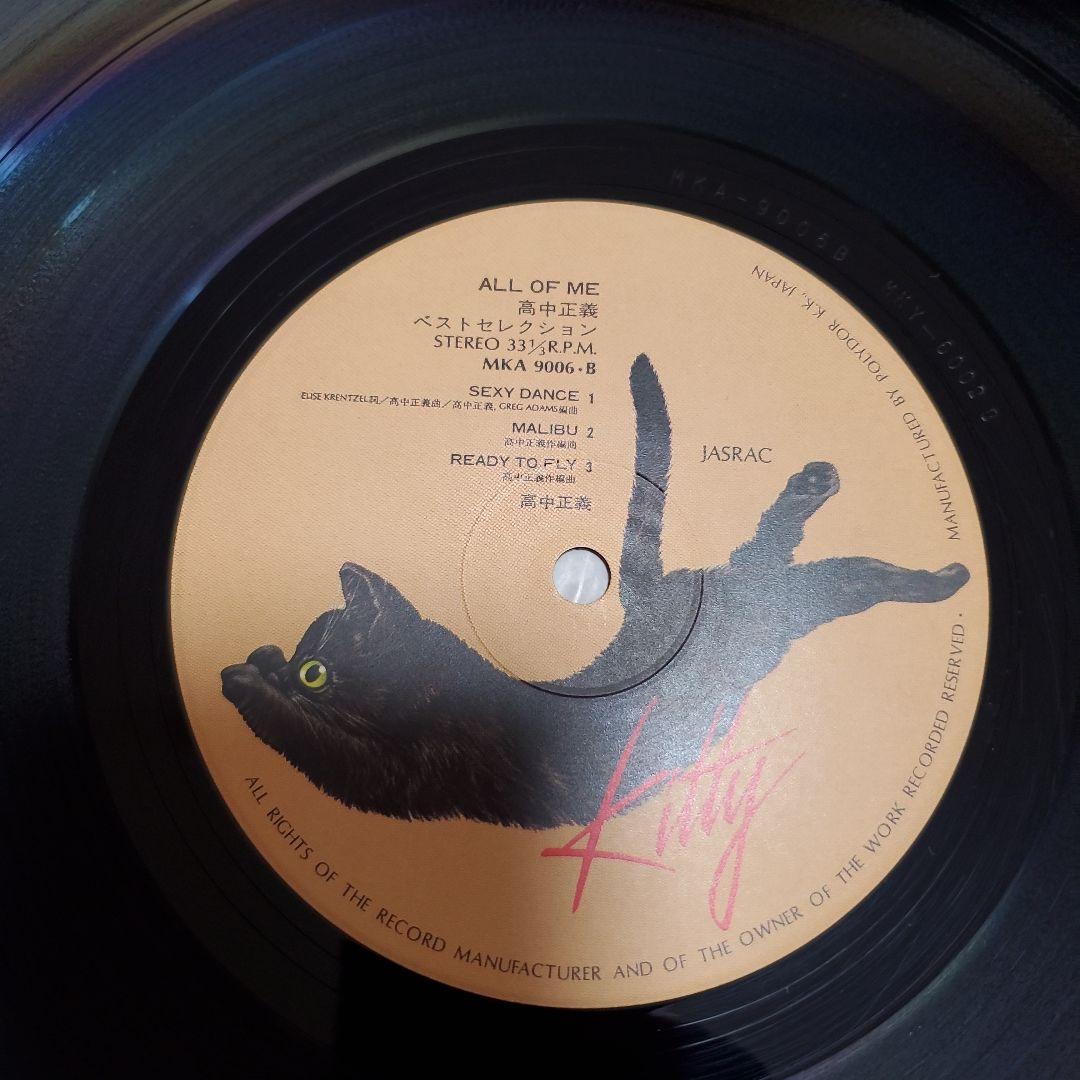 ALL OF ME
高中正義
ベストセレクション
STEREO 33⅓R.P.M.
MKA 9006・B
SEXY DANCE 1
ELISE KRENTZEL詞／高中正義曲／高中正義, GREG ADAMS編曲
MALIBU 2
高中正義作編曲
READY TO FLY 3
高中正義作編曲
高中正義
JASRAC
Kitty
ALL RIGHTS OF THE RECORD MANUFACTURER AND OF THE OWNER OF THE WORK RECORDED RESERVED. MANUFACTURED BY POLYDOR K.K., JAPAN
MKA-9006B